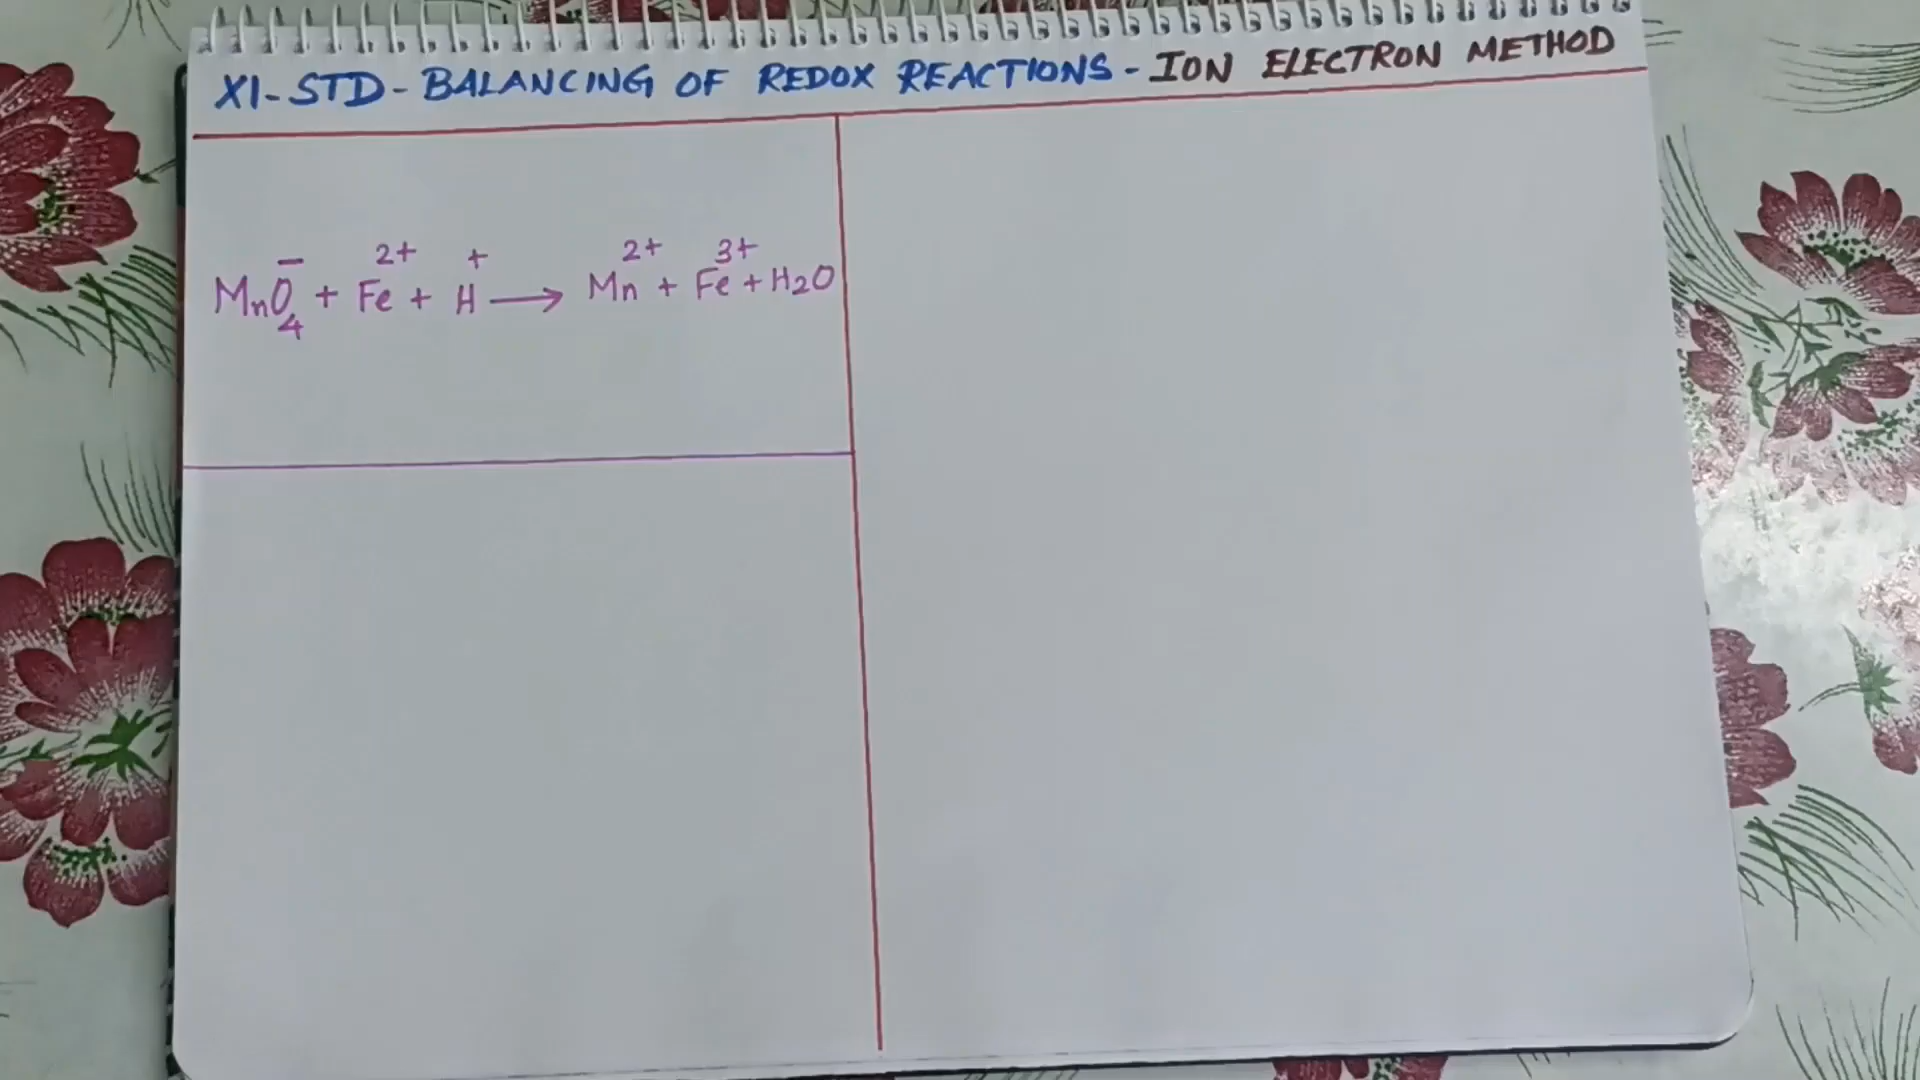 XI-STD-BALANCING OF REDOX REACTIONS-ION ELECTRON METHOD
MnO₄⁻ + Fe²⁺ + H⁺ ⟶ Mn²⁺ + Fe³⁺ + H₂O